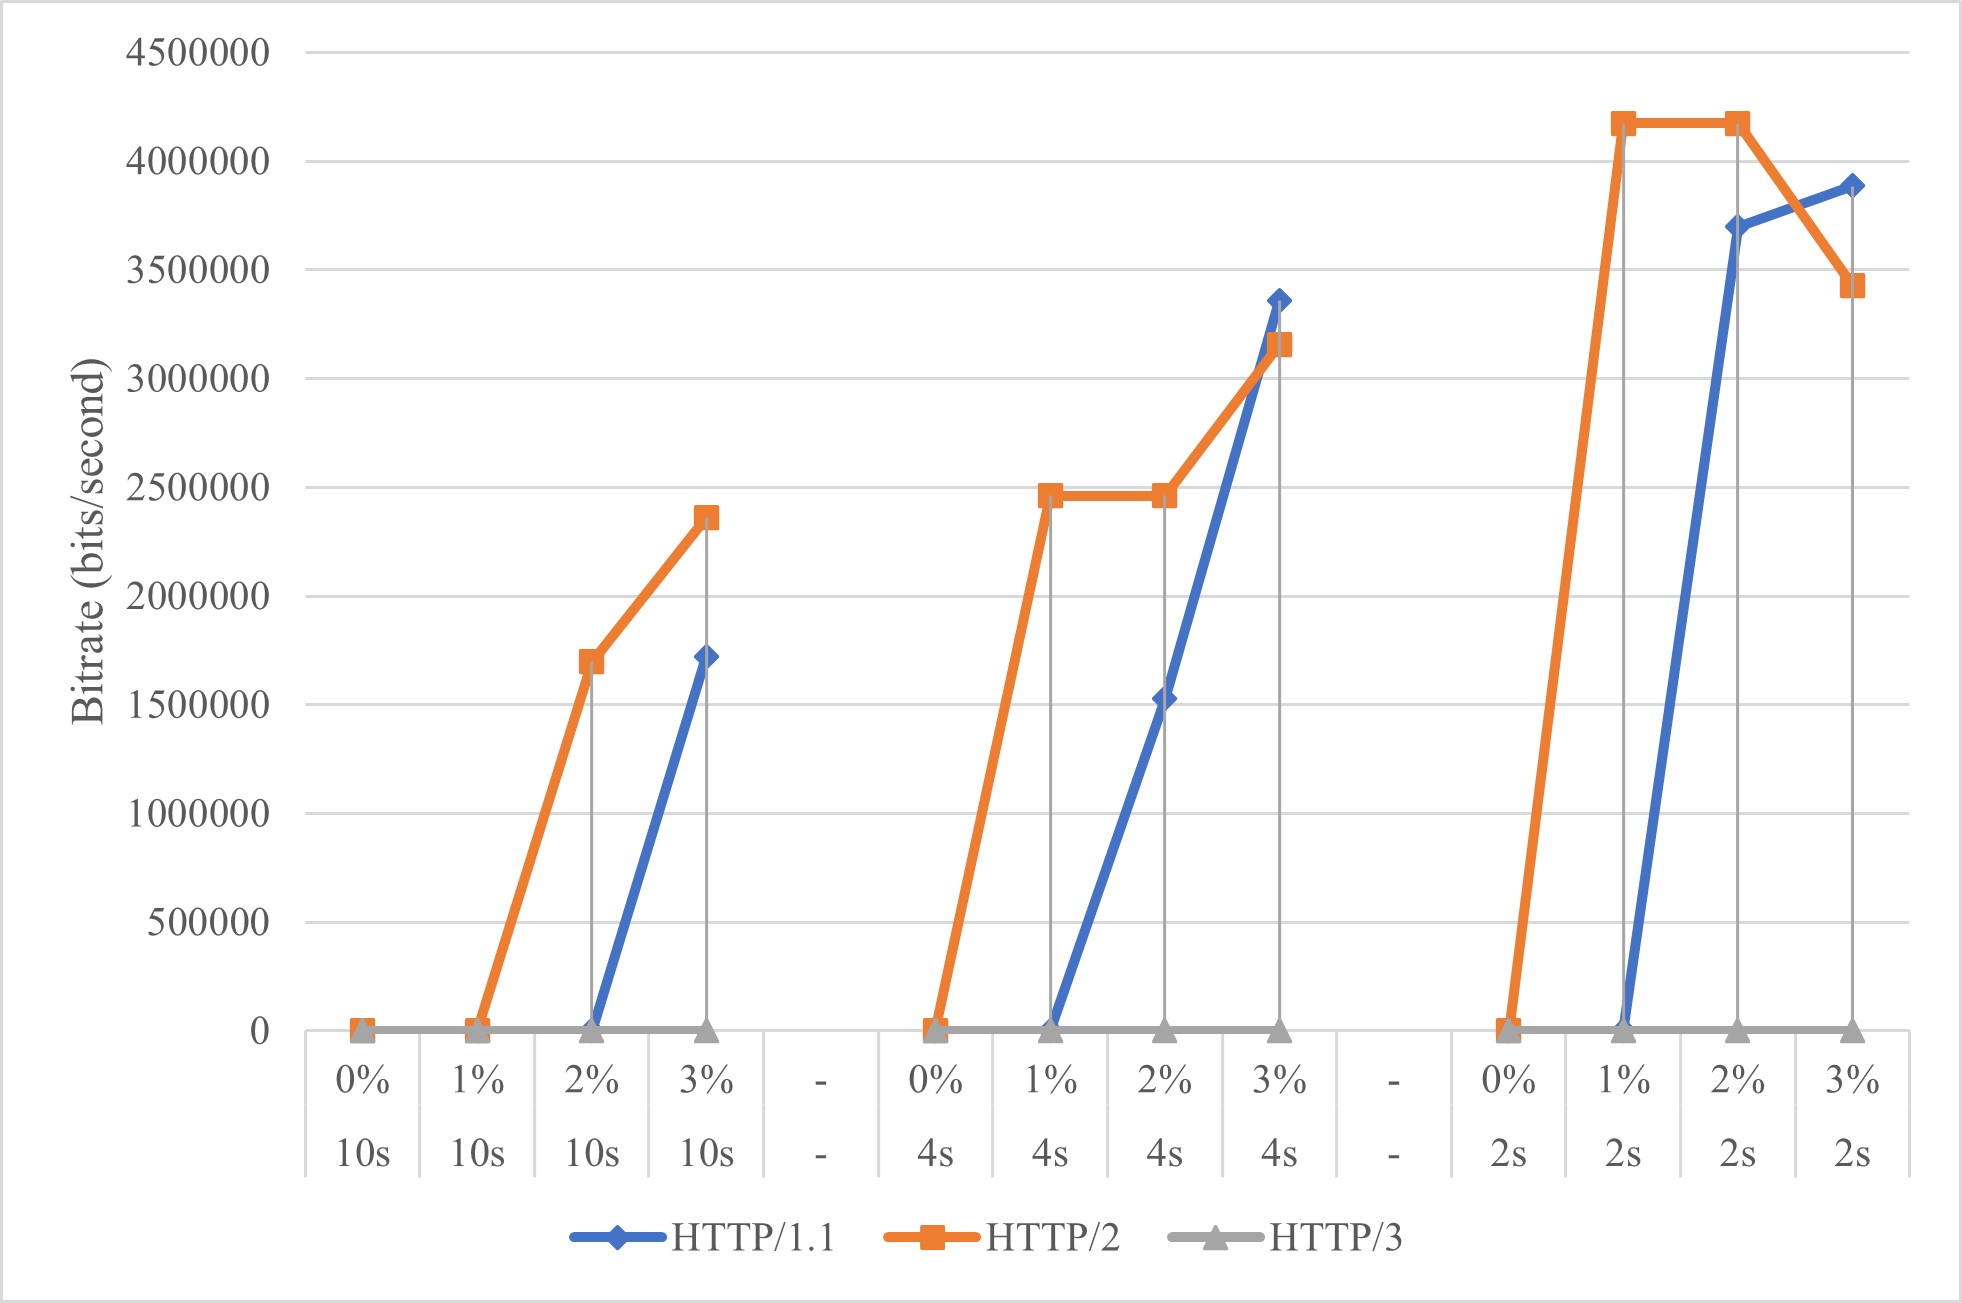 4500000
4000000
3500000
3000000
2500000
2000000
1500000
1000000
500000
0
Bitrate (bits/second)
0% 1% 2% 3% - 0% 1% 2% 3% - 0% 1% 2% 3%
10s 10s 10s 10s - 4s 4s 4s 4s - 2s 2s 2s 2s
HTTP/1.1 HTTP/2 HTTP/3